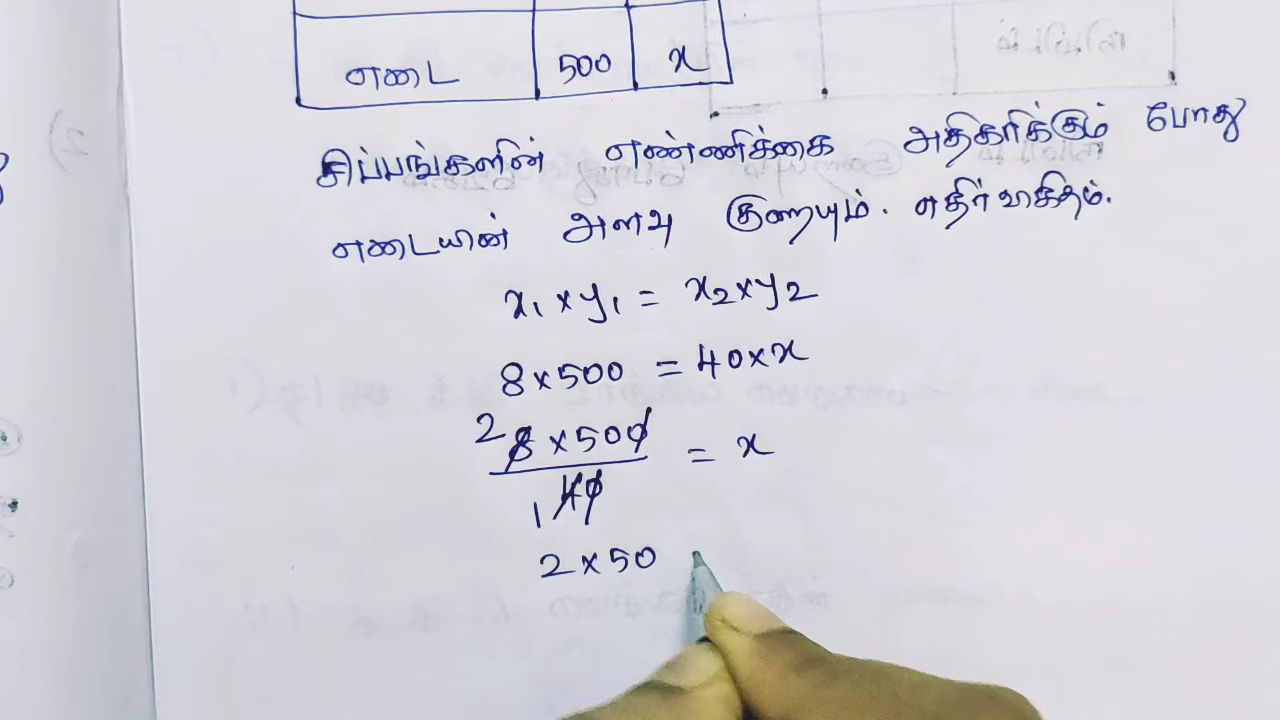 எடை 500 x
சிப்பங்களின் எண்ணிக்கை அதிகரிக்கும் போது
எடையின் அளவு குறையும். எதிர் விகிதம்.
x₁ × y₁ = x₂ × y₂
8 × 500 = 40 × x
2 8 × 500 = x
1 40
2 × 50